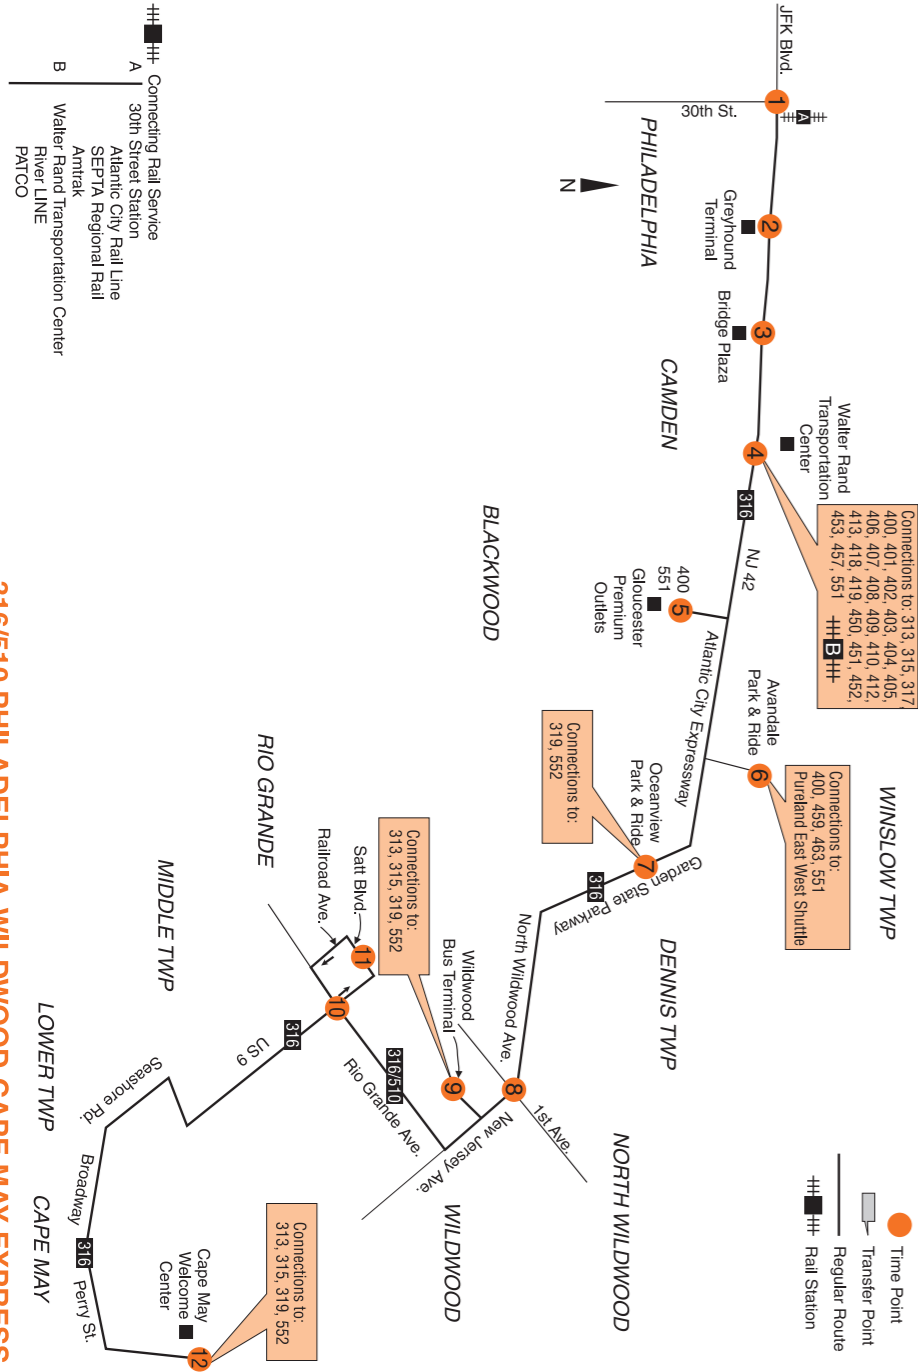 JFK Blvd.
1
30th St.
A
PHILADELPHIA
N
2
Greyhound
Terminal
3
Bridge Plaza
CAMDEN
4
Walter Rand
Transportation
Center
Connections to: 313, 315, 317,
400, 401, 402, 403, 404, 405,
406, 407, 408, 409, 410, 412,
413, 418, 419, 450, 451, 452,
453, 457, 551
B
316
NJ 42
BLACKWOOD
5
400
551
Gloucester
Premium
Outlets
Atlantic City Expressway
Avandale
Park & Ride
6
Connections to:
400, 459, 463, 551
Pureland East West Shuttle
WINSLOW TWP
Oceanview
Park & Ride
7
Connections to:
319, 552
Garden State Parkway
316
DENNIS TWP
North Wildwood Ave.
8
1st Ave.
NORTH WILDWOOD
New Jersey Ave.
Wildwood
Bus Terminal
9
Connections to:
313, 315, 319, 552
WILDWOOD
316/510
Rio Grande Ave.
RIO GRANDE
10
11
Satt Blvd.
Railroad Ave.
MIDDLE TWP
316
US 9
LOWER TWP
Seashore Rd.
Broadway
316
Perry St.
CAPE MAY
Cape May
Welcome
Center
12
Connections to:
313, 315, 319, 552
Time Point
Transfer Point
Regular Route
Rail Station
Connecting Rail Service
A
30th Street Station
Atlantic City Rail Line
SEPTA Regional Rail
Amtrak
B
Walter Rand Transportation Center
River LINE
PATCO
316/510 PHILADELPHIA-WILDWOOD-CAPE MAY EXPRESS